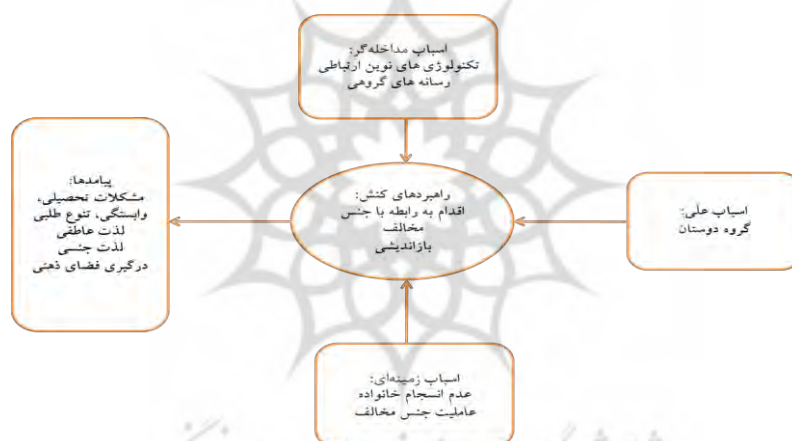 اسباب مداخله‌گر:
تکنولوژی های نوین ارتباطی
رسانه های گروهی
اسباب علّی:
گروه دوستان
راهبردهای کنش:
اقدام به رابطه با جنس
مخالف
بازاندیشی
پیامدها:
مشکلات تحصیلی،
وابستگی، تنوع طلبی
لذت عاطفی
لذت جنسی
درگیری فضای ذهنی
اسباب زمینه‌ای:
عدم انسجام خانواده
عاملیت جنس مخالف